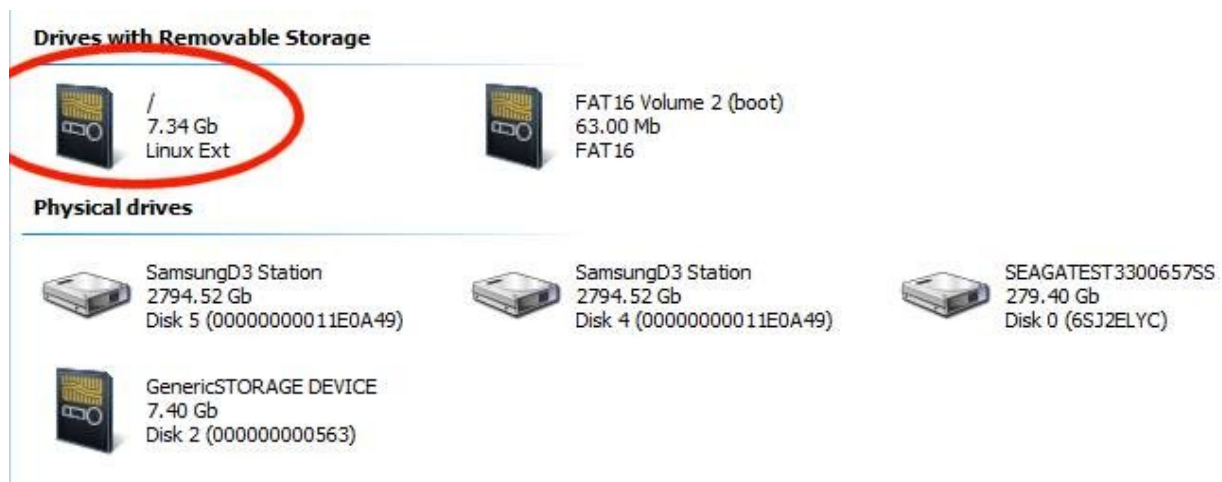 Drives with Removable Storage
/
7.34 Gb
Linux Ext
FAT16 Volume 2 (boot)
63.00 Mb
FAT16
Physical drives
SamsungD3 Station
2794.52 Gb
Disk 5 (00000000011E0A49)
SamsungD3 Station
2794.52 Gb
Disk 4 (00000000011E0A49)
SEAGATEST3300657SS
279.40 Gb
Disk 0 (6SJ2ELYC)
GenericSTORAGE DEVICE
7.40 Gb
Disk 2 (000000000563)